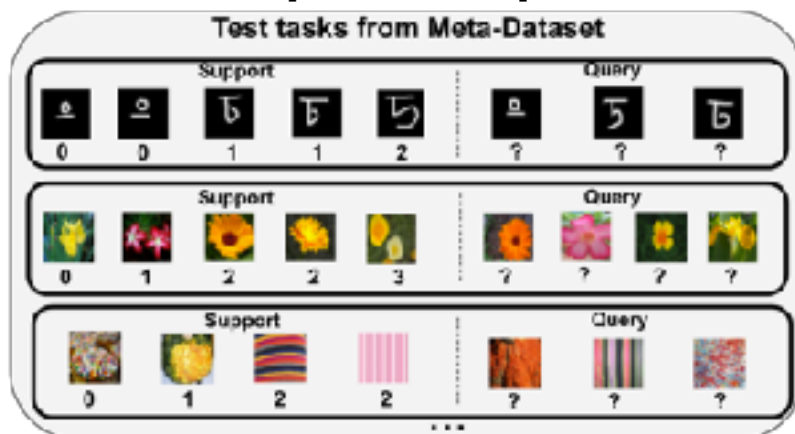 Test tasks from Meta-Dataset
Support Query
0 0 1 1 2 ? ? ?
Support Query
0 1 2 2 3 ? ? ? ?
Support Query
0 1 2 2 ? ? ?
...